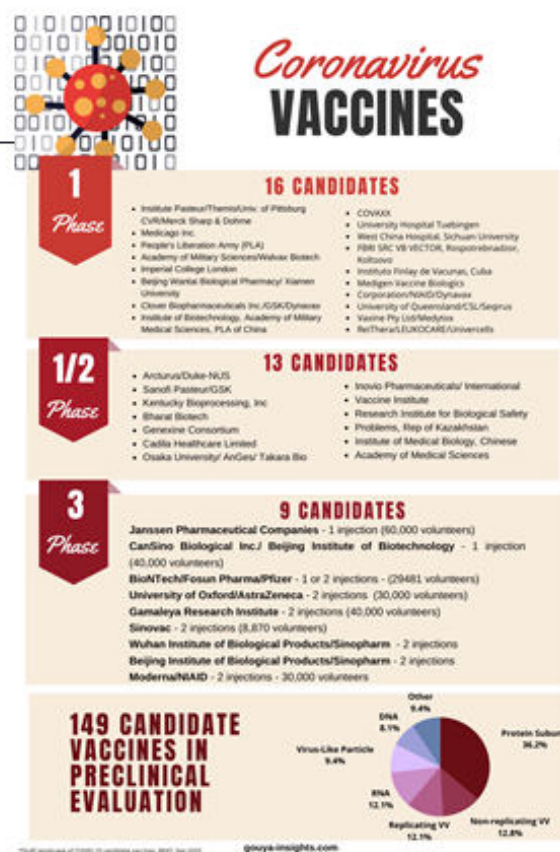 Coronavirus
VACCINES
1
Phase
16 CANDIDATES
Institute Pasteur/Themis/Univ. of Pittsburg
CVR/Merck Sharp & Dohme
Medicago Inc.
People's Liberation Army (PLA)
Academy of Military Sciences/Walvax Biotech
Imperial College London
Beijing Wantai Biological Pharmacy/ Xiamen
University
Clover Biopharmaceuticals Inc./GSK/Dynavax
Institute of Biotechnology, Academy of Military
Medical Sciences, PLA of China
COVAXX
University Hospital Tuebingen
West China Hospital, Sichuan University
FBRI SRC VB VECTOR, Rospotrebnadzor,
Koltsovo
Instituto Finlay de Vacunas, Cuba
Medigen Vaccine Biologics
Corporation/NIAID/Dynavax
University of Queensland/CSL/Seqirus
Vaxine Pty Ltd/Medytox
ReiThera/LEUKOCARE/Univercells
1/2
Phase
13 CANDIDATES
Arcturus/Duke-NUS
Sanofi Pasteur/GSK
Kentucky Bioprocessing, Inc
Bharat Biotech
Genexine Consortium
Cadila Healthcare Limited
Osaka University/ AnGes/ Takara Bio
Inovio Pharmaceuticals/ International
Vaccine Institute
Research Institute for Biological Safety
Problems, Rep of Kazakhstan
Institute of Medical Biology, Chinese
Academy of Medical Sciences
3
Phase
9 CANDIDATES
Janssen Pharmaceutical Companies - 1 injection (60,000 volunteers)
CanSino Biological Inc./ Beijing Institute of Biotechnology - 1 injection
(40,000 volunteers)
BioNTech/Fosun Pharma/Pfizer - 1 or 2 injections - (29481 volunteers)
University of Oxford/AstraZeneca - 2 injections (30,000 volunteers)
Gamaleya Research Institute - 2 injections (40,000 volunteers)
Sinovac - 2 injections (8,870 volunteers)
Wuhan Institute of Biological Products/Sinopharm - 2 injections
Beijing Institute of Biological Products/Sinopharm - 2 injections
Moderna/NIAID - 2 injections - 30,000 volunteers
149 CANDIDATE
VACCINES IN
PRECLINICAL
EVALUATION
Other
9.4%
DNA
8.1%
Virus-Like Particle
9.4%
RNA
12.1%
Replicating VV
12.1%
Non-replicating VV
12.8%
Protein Subun
36.2%
gouya-insights.com